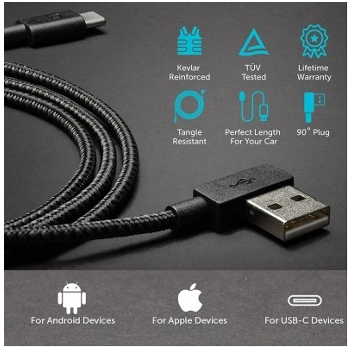 Kevlar
Reinforced
TÜV
Tested
Lifetime
Warranty
Tangle
Resistant
Perfect Length
For Your Car
90° Plug
For Android Devices
For Apple Devices
For USB-C Devices